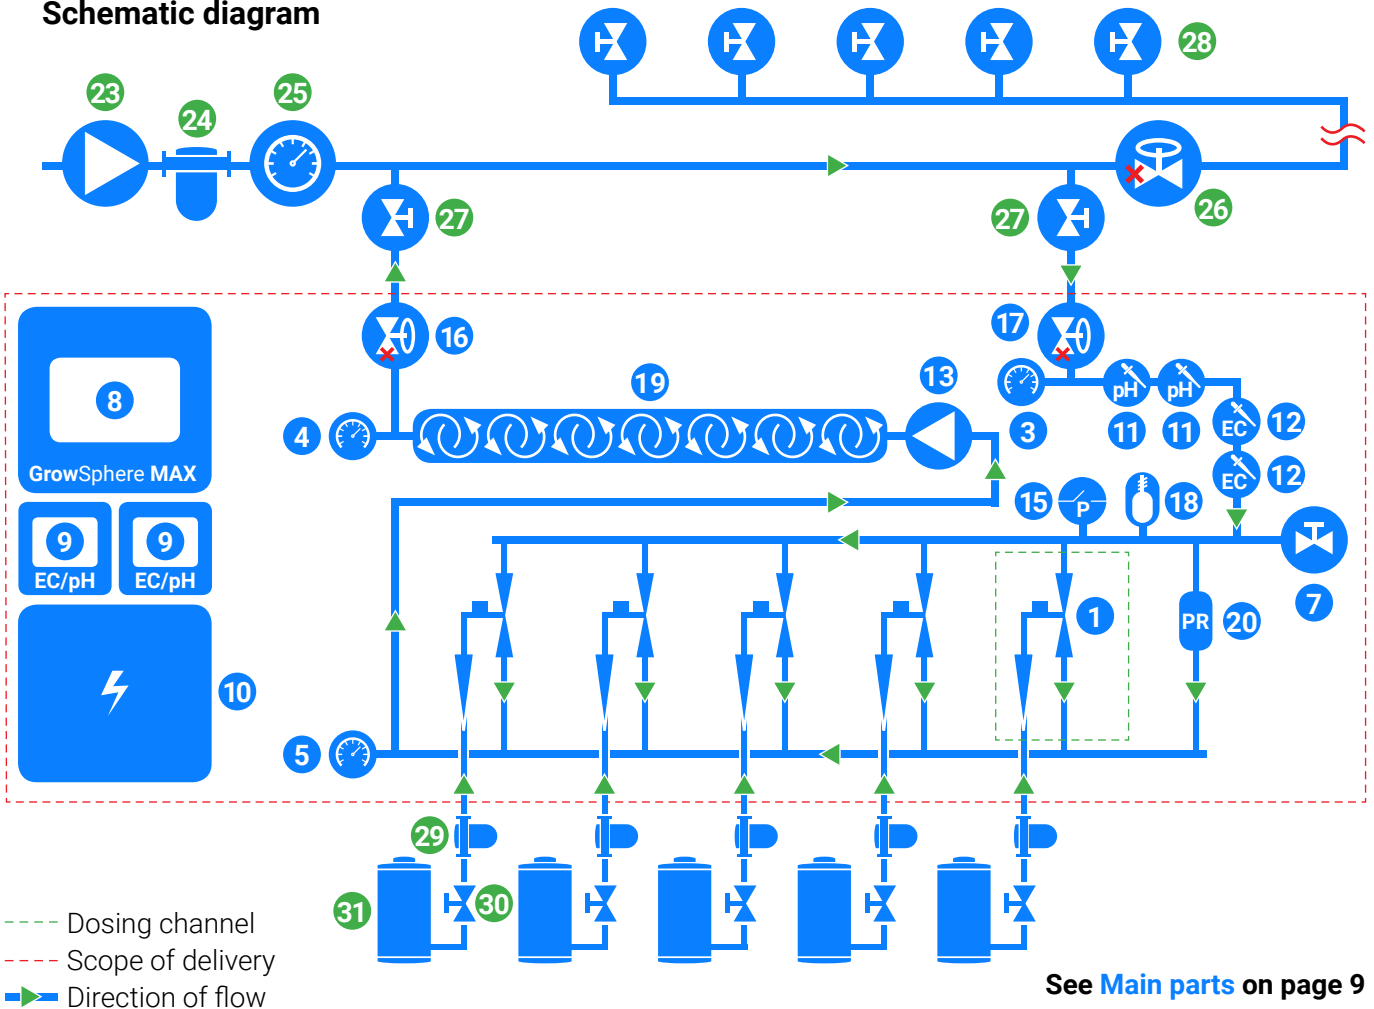 Schematic diagram
28
23
25
24
27
27
26
16
17
13
19
8
4
3
pH
pH
11
11
EC
12
EC
12
GrowSphere MAX
15
P
18
9
9
EC/pH
EC/pH
7
1
PR
20
10
5
29
31
30
Dosing channel
Scope of delivery
Direction of flow
See Main parts on page 9